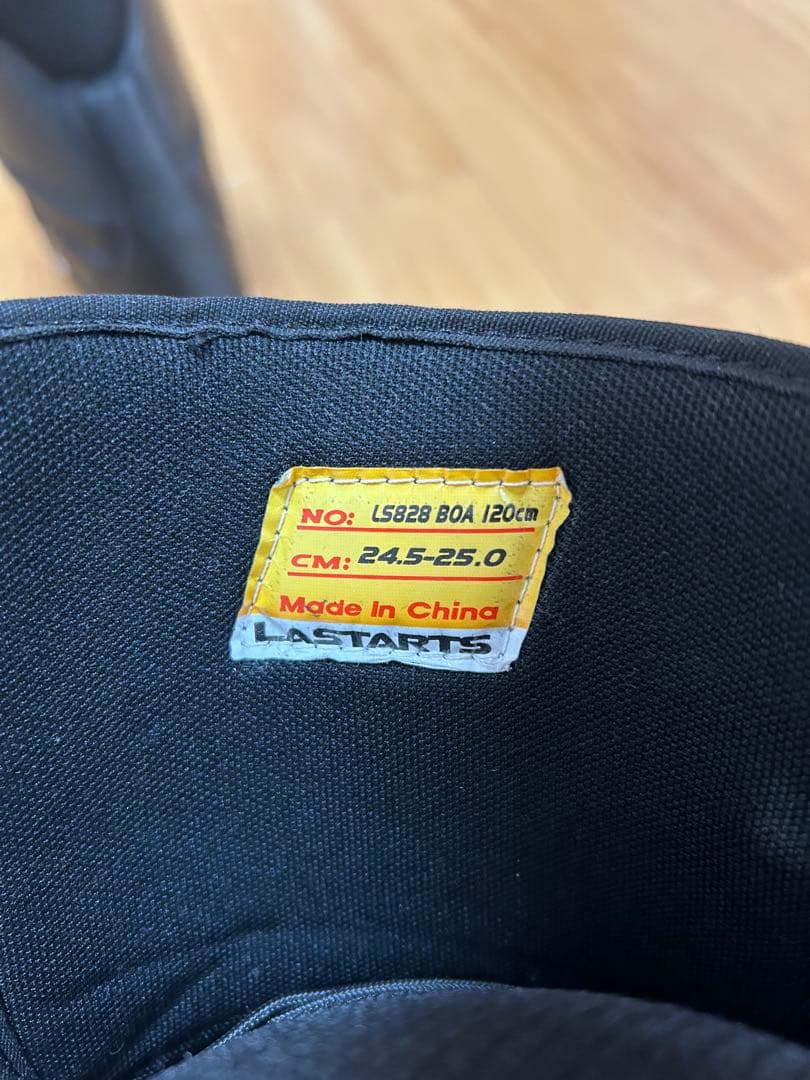 NO: LS828 BOA 120cm
CM: 24.5-25.0
Made In China
LASTARTS